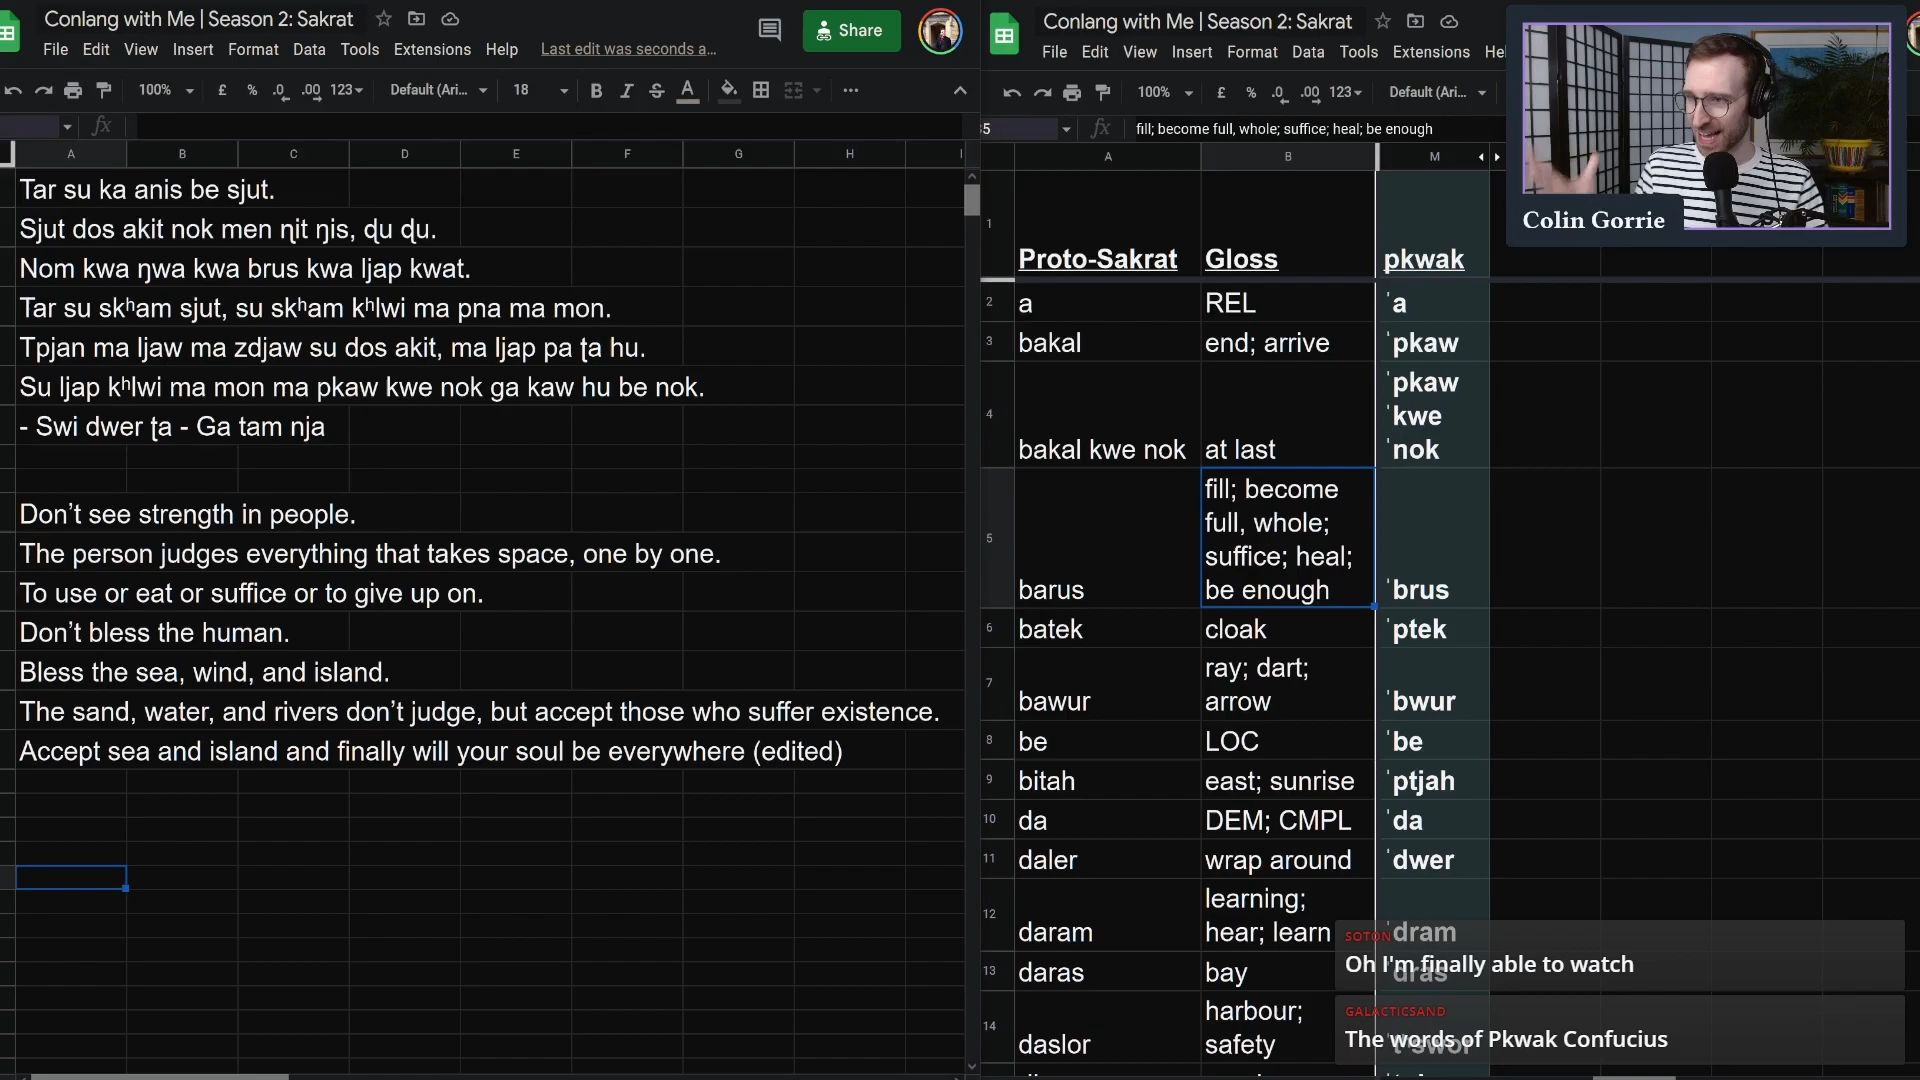 Conlang with Me | Season 2: Sakrat
File Edit View Insert Format Data Tools Extensions Help Last edit was seconds a...
Share
100% £ % .0 .00 123 Default (Ari... 18 B I S A
fx
A B C D E F G H I
Tar su ka anis be sjut.
Sjut dos akit nok men ɳit ŋis, ɖu ɖu.
Nom kwa ŋwa kwa brus kwa ljap kwat.
Tar su skʰam sjut, su skʰam kʰlwi ma pna ma mon.
Tpjan ma ljaw ma zdjaw su dos akit, ma ljap pa ʈa hu.
Su ljap kʰlwi ma mon ma pkaw kwe nok ga kaw hu be nok.
- Swi dwer ʈa - Ga tam nja
Don’t see strength in people.
The person judges everything that takes space, one by one.
To use or eat or suffice or to give up on.
Don’t bless the human.
Bless the sea, wind, and island.
The sand, water, and rivers don’t judge, but accept those who suffer existence.
Accept sea and island and finally will your soul be everywhere (edited)
Conlang with Me | Season 2: Sakrat
File Edit View Insert Format Data Tools Extensions
100% £ % .0 .00 123 Default (Ari...
fx fill; become full, whole; suffice; heal; be enough
A B M
1 Proto-Sakrat Gloss pkwak
2 a REL ˈa
3 bakal end; arrive ˈpkaw
ˈpkaw
ˈkwe
4 bakal kwe nok at last ˈnok
fill; become
full, whole;
suffice; heal;
5 barus be enough ˈbrus
6 batek cloak ˈptek
ray; dart;
7 bawur arrow ˈbwur
8 be LOC ˈbe
9 bitah east; sunrise ˈptjah
10 da DEM; CMPL ˈda
11 daler wrap around ˈdwer
learning;
12 daram hear; learn ˈdram
13 daras bay dras
harbour;
14 daslor safety
Colin Gorrie
SOTON
Oh I'm finally able to watch
GALACTICSAND
The words of Pkwak Confucius